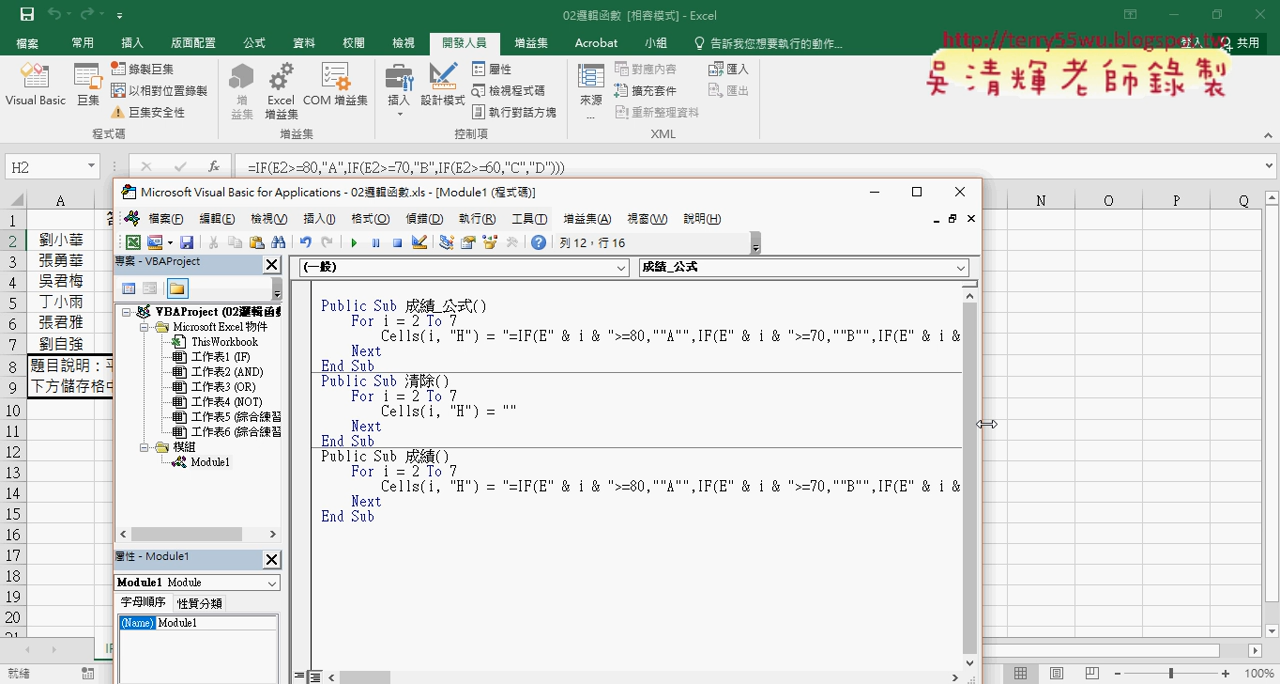 02邏輯函數 [相容模式] - Excel
http://terry55wu.blogspot.tw
吳清輝老師錄製
檔案 常用 插入 版面配置 公式 資料 校閱 檢視 開發人員 增益集 Acrobat 小組 告訴我您想要執行的動作... 登入 共用
Visual Basic 巨集 錄製巨集 以相對位置錄製 巨集安全性
程式碼
增益集 Excel 增益集 COM 增益集
增益集
插入 設計模式 屬性 檢視程式碼 執行對話方塊
控制項
來源... 對應內容 擴充套件 重新整理資料 匯入 匯出
XML
H2 fx =IF(E2>=80,"A",IF(E2>=70,"B",IF(E2>=60,"C","D")))
A N O P Q
1
2 劉小華
3 張勇華
4 吳君梅
5 丁小雨
6 張君雅
7 劉自強
8 題目說明：
9 下方儲存格
10
11
12
13
14
15
16
17
18
19
20
21
Microsoft Visual Basic for Applications - 02邏輯函數.xls - [Module1 (程式碼)]
檔案(F) 編輯(E) 檢視(V) 插入(I) 格式(O) 偵錯(D) 執行(R) 工具(T) 增益集(A) 視窗(W) 說明(H)
列 12，行 16
專案 - VBAProject
VBAProject (02邏輯函數
Microsoft Excel 物件
ThisWorkbook
工作表1 (IF)
工作表2 (AND)
工作表3 (OR)
工作表4 (NOT)
工作表5 (綜合練習
工作表6 (綜合練習
模組
Module1
屬性 - Module1
Module1 Module
字母順序 性質分類
(Name) Module1
(一般) 成績_公式
Public Sub 成績_公式()
For i = 2 To 7
Cells(i, "H") = "=IF(E" & i & ">=80,""A"",IF(E" & i & ">=70,""B"",IF(E" & i &
Next
End Sub
Public Sub 清除()
For i = 2 To 7
Cells(i, "H") = ""
Next
End Sub
Public Sub 成績()
For i = 2 To 7
Cells(i, "H") = "=IF(E" & i & ">=80,""A"",IF(E" & i & ">=70,""B"",IF(E" & i &
Next
End Sub
就緒
100%